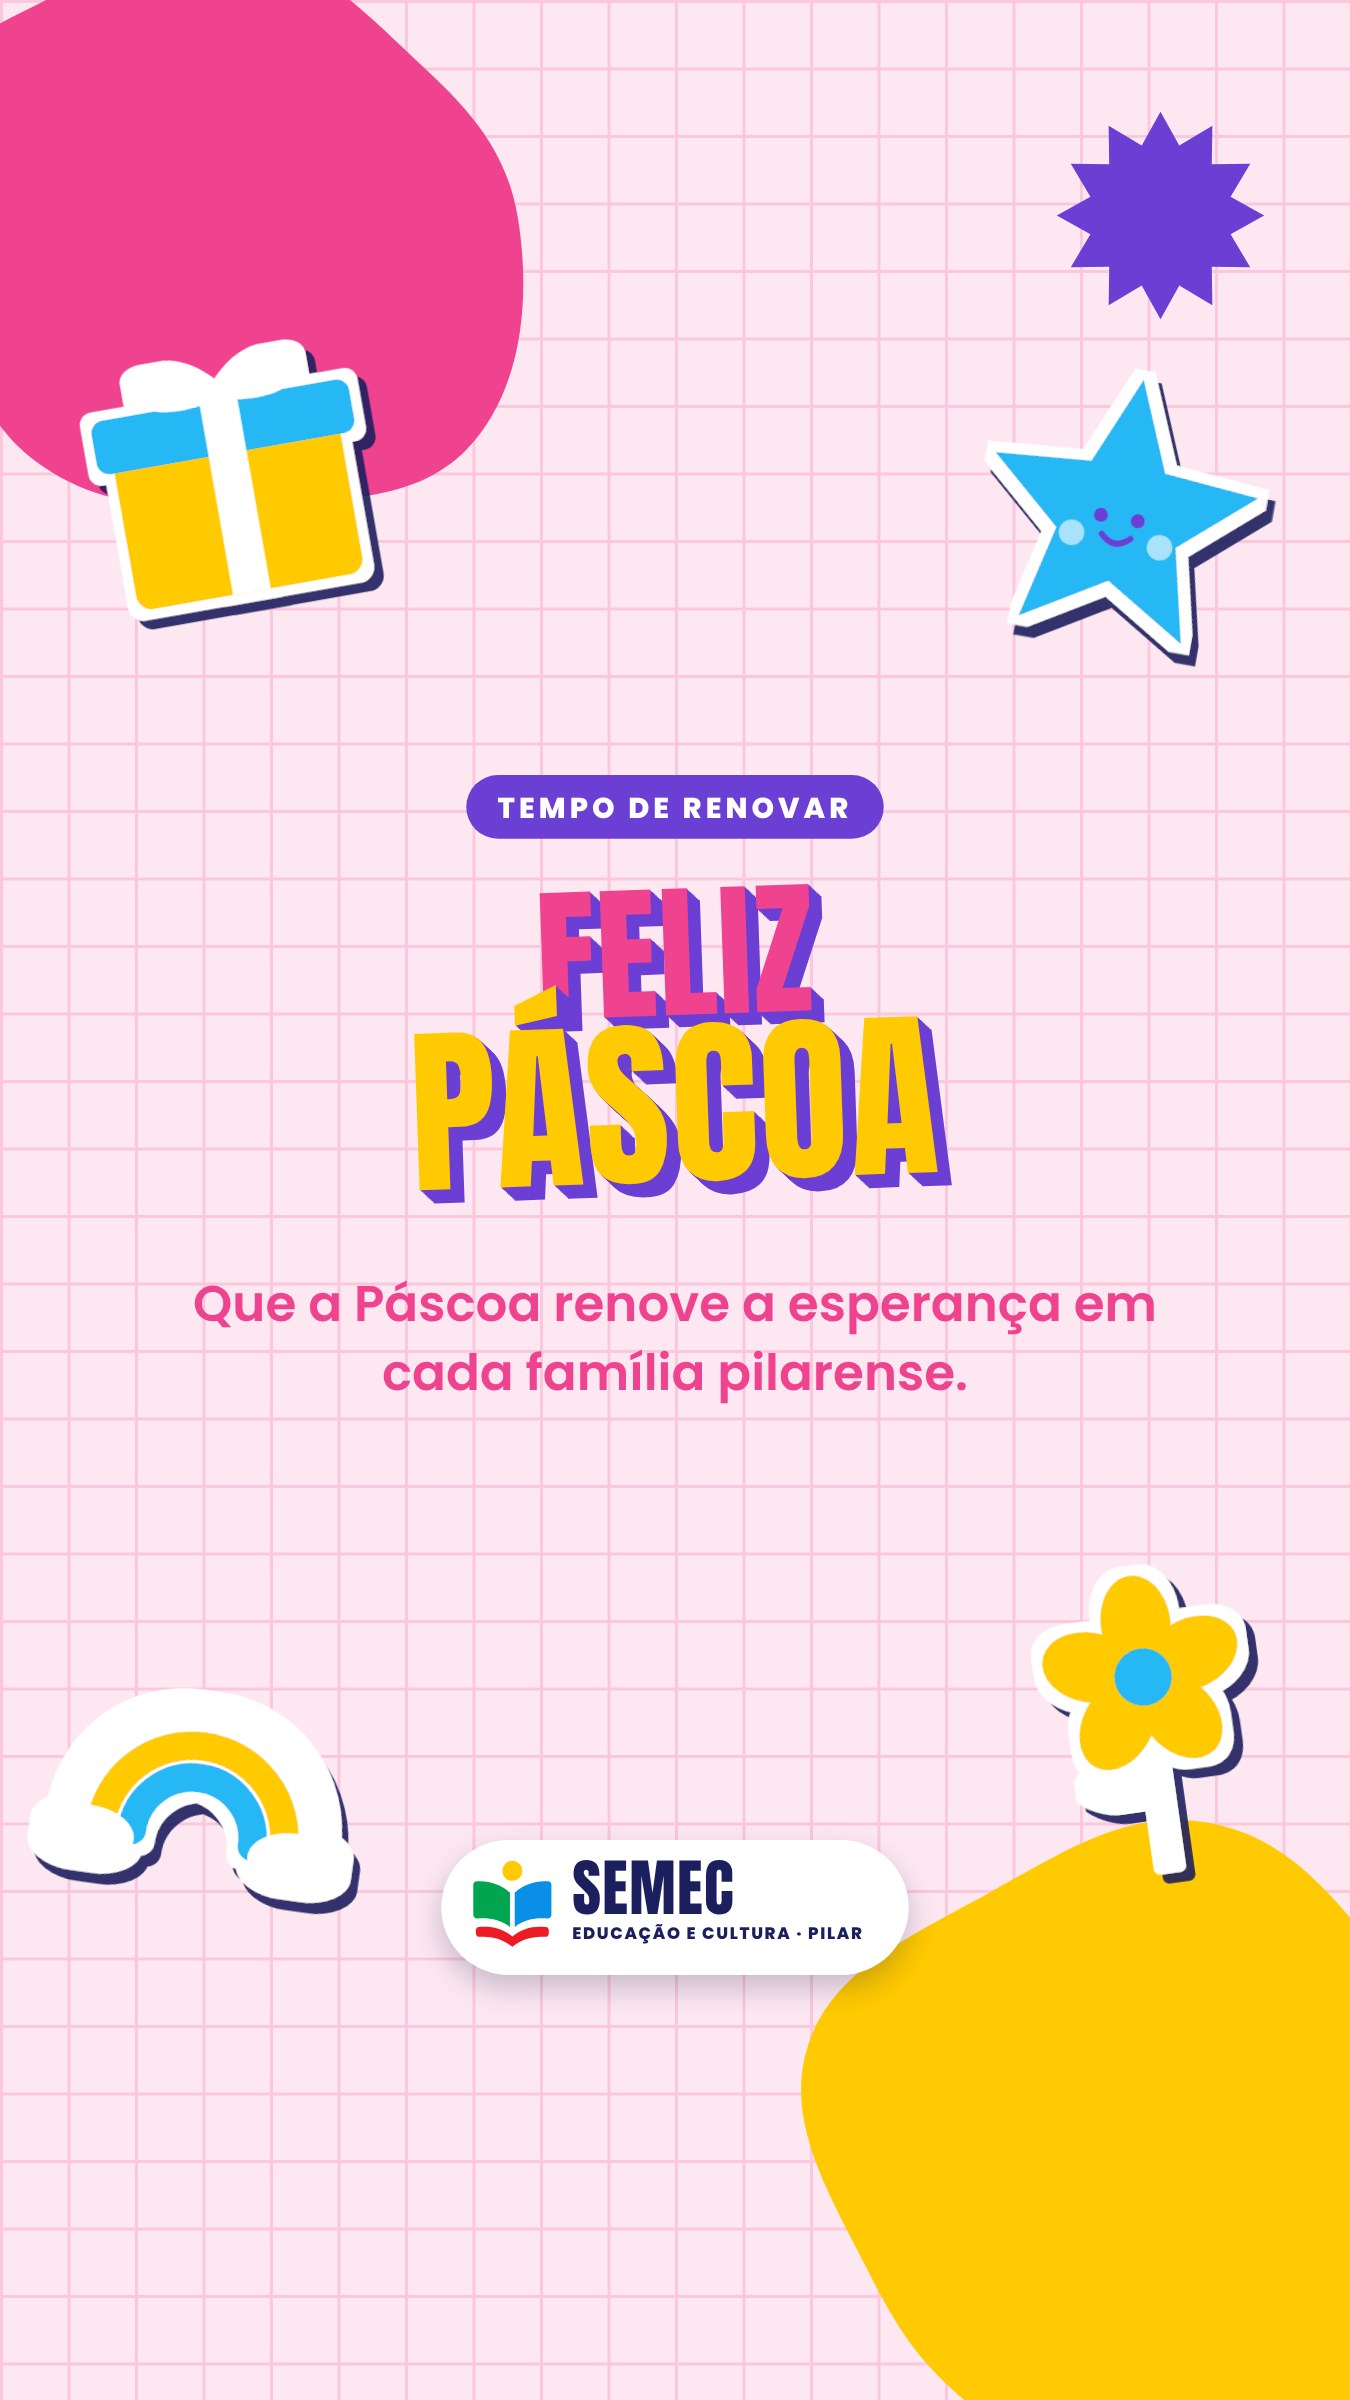 TEMPO DE RENOVAR
FELIZ
PÁSCOA
Que a Páscoa renove a esperança em
cada família pilarense.
SEMEC
EDUCAÇÃO E CULTURA · PILAR